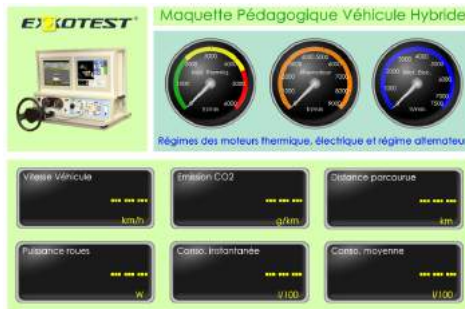 EXXOTEST®
Maquette Pédagogique Véhicule Hybride
Régimes des moteurs thermique, électrique et régime alternateur
Vitesse Véhicule
--- --- ---
km/h
Emission CO2
--- --- ---
g/km
Distance parcourue
--- --- ---
km
Puissance roues
--- --- ---
W
Conso. instantanée
--- --- ---
l/100
Conso. moyenne
--- --- ---
l/100